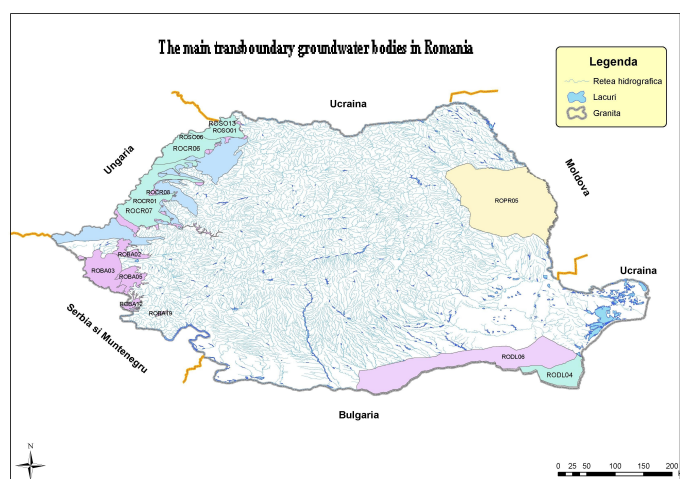 The main transboundary groundwater bodies in Romania
Legenda
Retea hidrografica
Lacuri
Granita
Ucraina
ROSO13
ROSO01
ROSO06
ROCR06
Ungaria
Moldova
ROCR08
ROPR05
ROCR01
ROCR07
ROBA02
ROBA03
ROBA05
Ucraina
ROBA19
Serbia si Muntenegru
RODL06
RODL04
Bulgaria
N
0 25 50 100 150 200